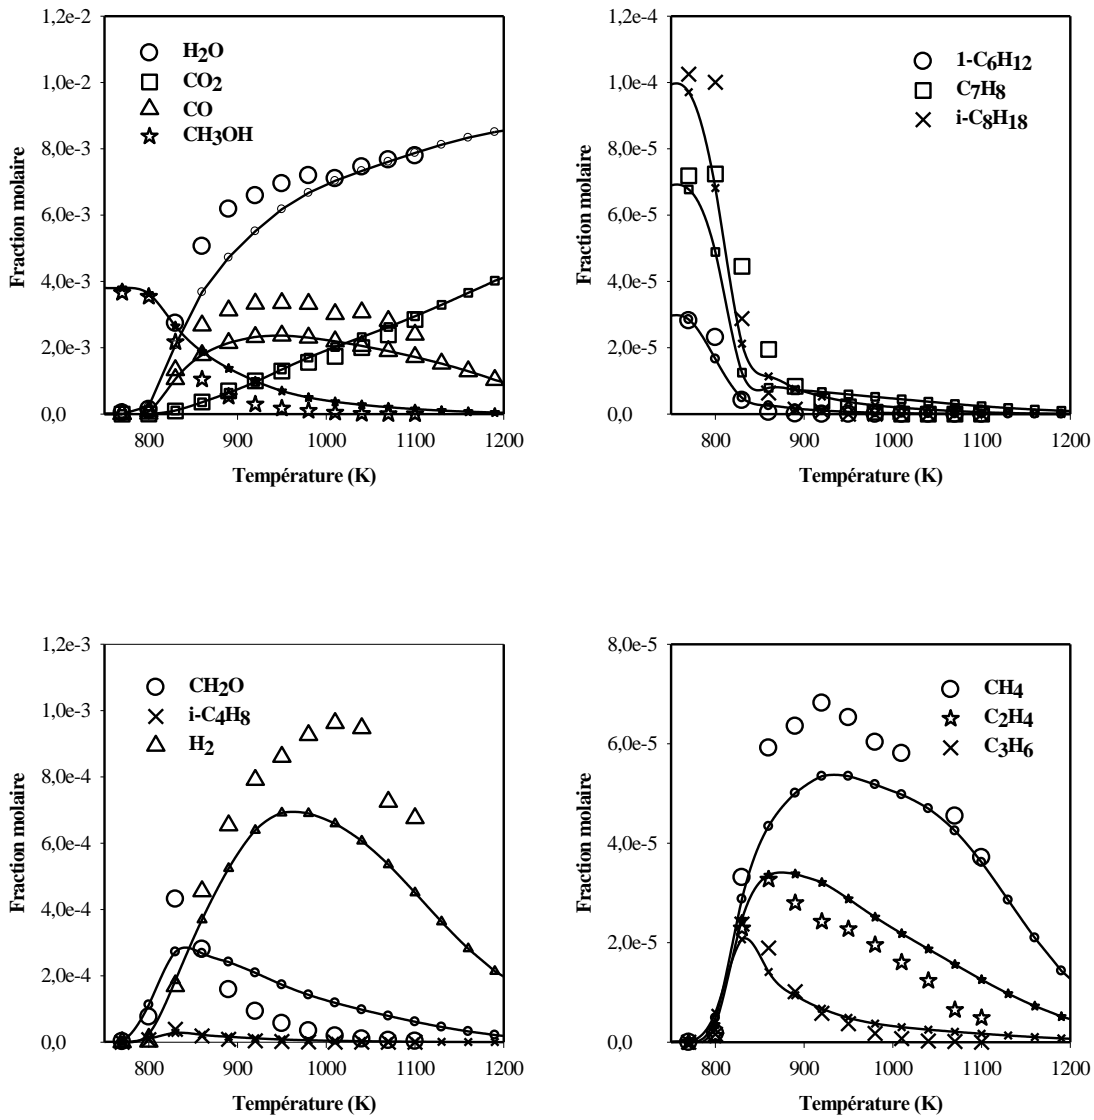 1,2e-2
1,0e-2
8,0e-3
6,0e-3
4,0e-3
2,0e-3
0,0
Fraction molaire
H2O
CO2
CO
CH3OH
800 900 1000 1100 1200
Température (K)
1,2e-4
1,0e-4
8,0e-5
6,0e-5
4,0e-5
2,0e-5
0,0
Fraction molaire
1-C6H12
C7H8
i-C8H18
800 900 1000 1100 1200
Température (K)
1,2e-3
1,0e-3
8,0e-4
6,0e-4
4,0e-4
2,0e-4
0,0
Fraction molaire
CH2O
i-C4H8
H2
800 900 1000 1100 1200
Température (K)
8,0e-5
6,0e-5
4,0e-5
2,0e-5
0,0
Fraction molaire
CH4
C2H4
C3H6
800 900 1000 1100 1200
Température (K)